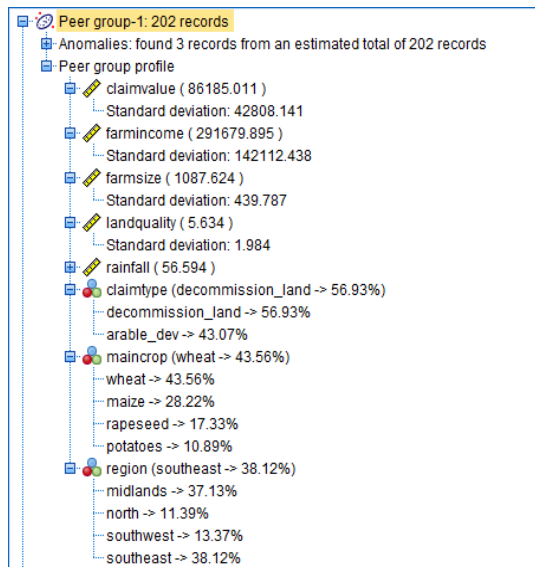 Peer group-1: 202 records
Anomalies: found 3 records from an estimated total of 202 records
Peer group profile
claimvalue ( 86185.011 )
Standard deviation: 42808.141
farmincome ( 291679.895 )
Standard deviation: 142112.438
farmsize ( 1087.624 )
Standard deviation: 439.787
landquality ( 5.634 )
Standard deviation: 1.984
rainfall ( 56.594 )
claimtype (decommission_land -> 56.93%)
decommission_land -> 56.93%
arable_dev -> 43.07%
maincrop (wheat -> 43.56%)
wheat -> 43.56%
maize -> 28.22%
rapeseed -> 17.33%
potatoes -> 10.89%
region (southeast -> 38.12%)
midlands -> 37.13%
north -> 11.39%
southwest -> 13.37%
southeast -> 38.12%